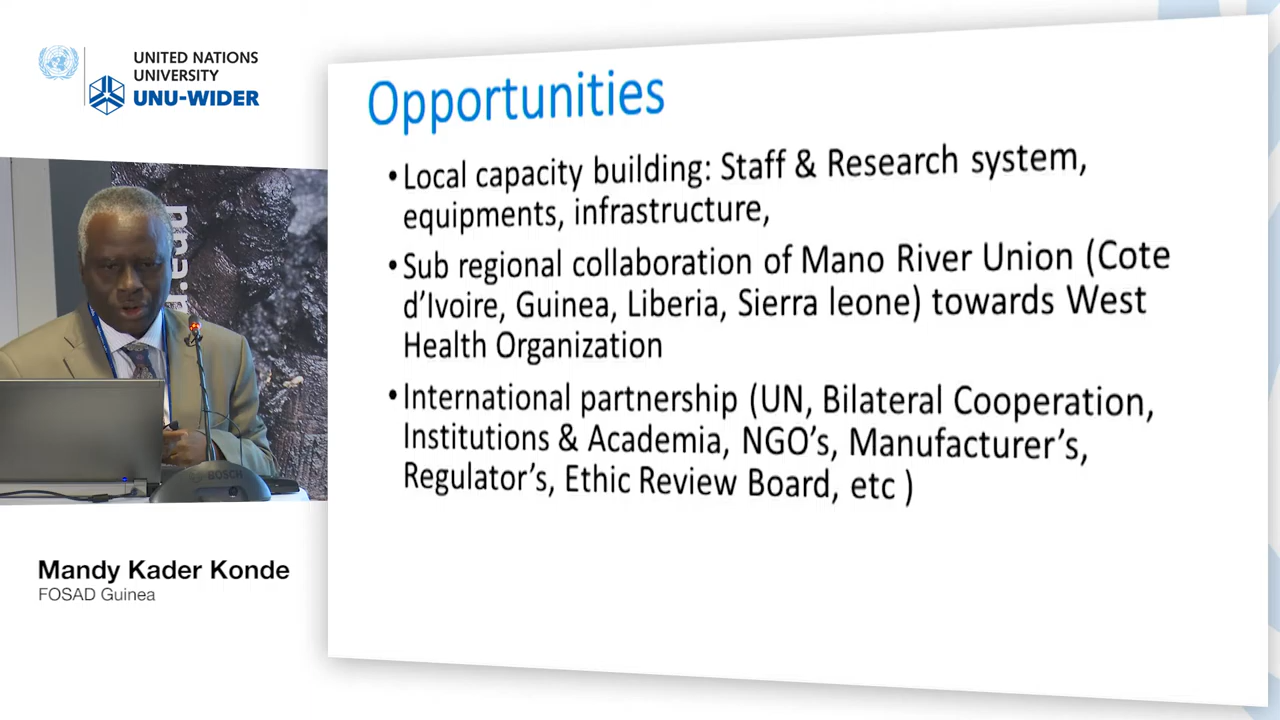 UNITED NATIONS
UNIVERSITY
UNU-WIDER
Opportunities
•Local capacity building: Staff & Research system,
equipments, infrastructure,
•Sub regional collaboration of Mano River Union (Cote
d'Ivoire, Guinea, Liberia, Sierra leone) towards West
Health Organization
•International partnership (UN, Bilateral Cooperation,
Institutions & Academia, NGO's, Manufacturer's,
Regulator's, Ethic Review Board, etc )
BOSCH
Mandy Kader Konde
FOSAD Guinea